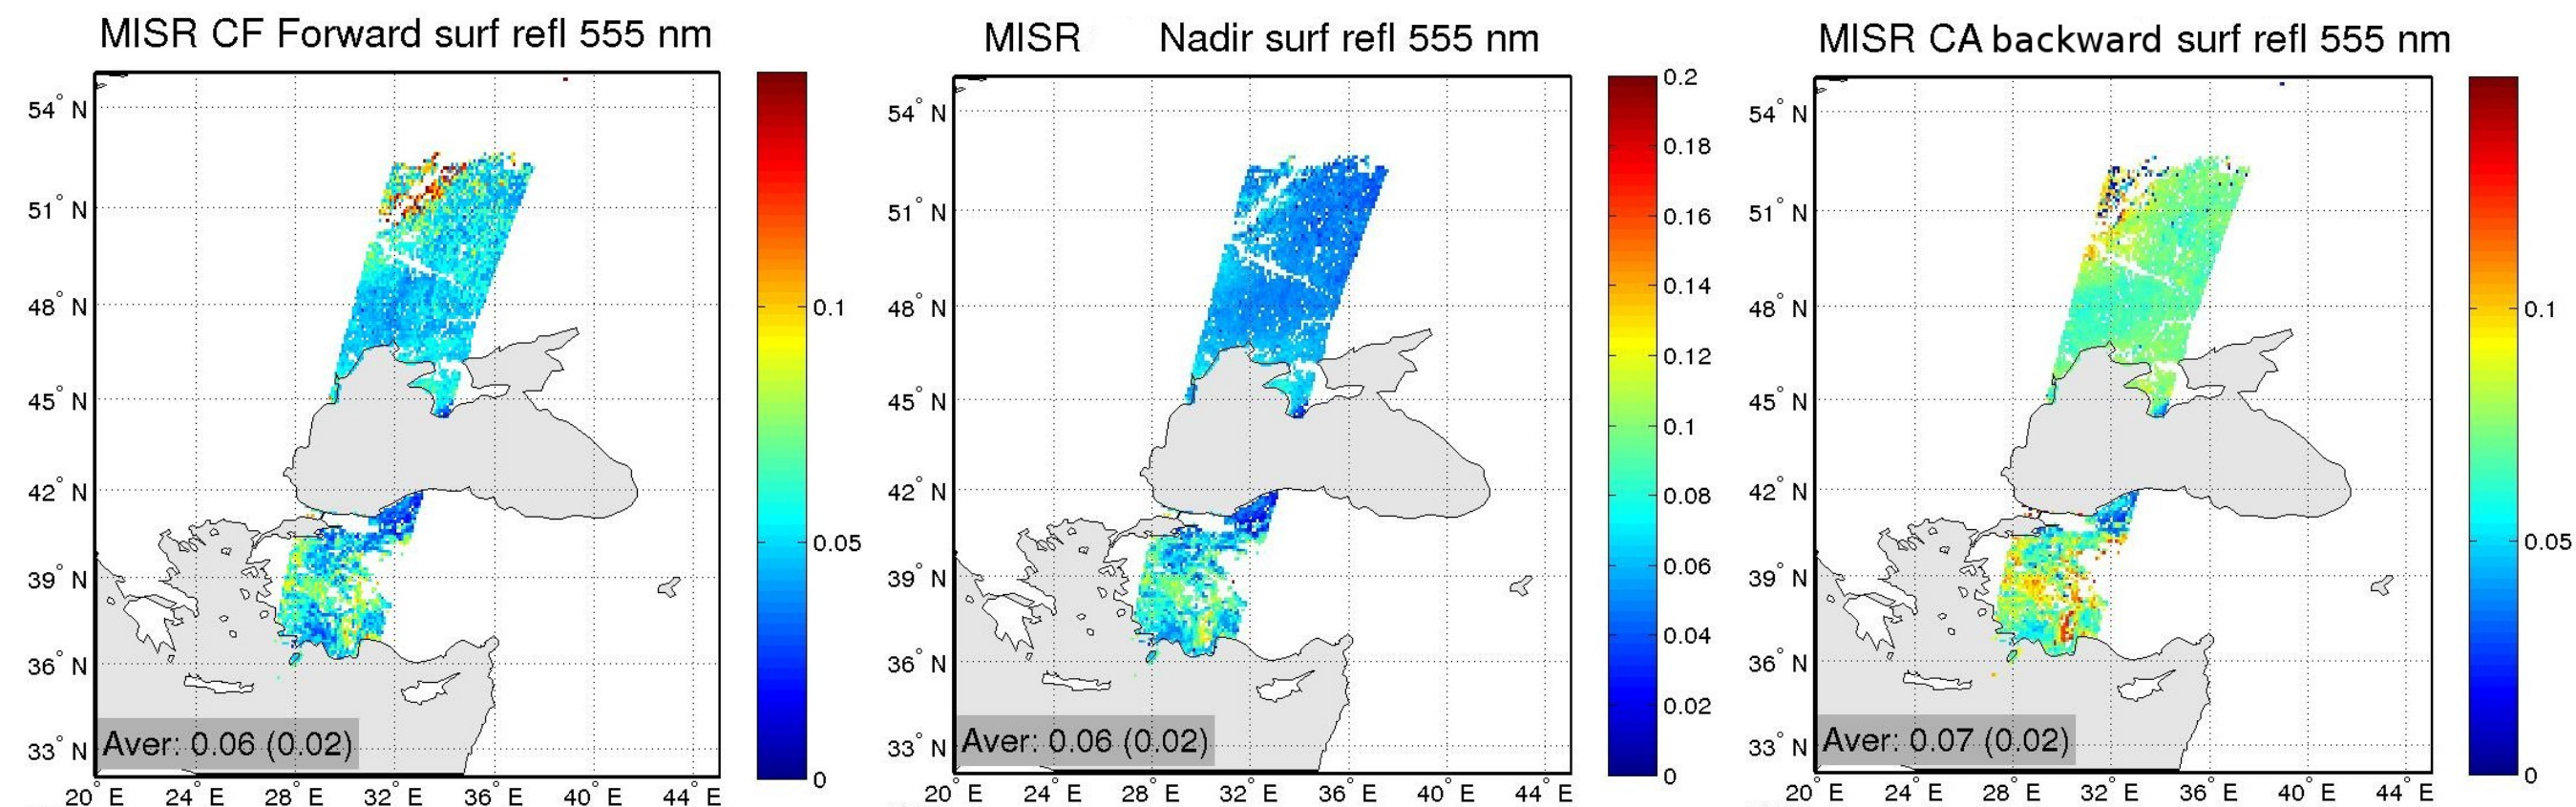 MISR CF Forward surf refl 555 nm
54° N
51° N
48° N
45° N
42° N
39° N
36° N
33° N
20° E 24° E 28° E 32° E 36° E 40° E 44° E
Aver: 0.06 (0.02)
0.1
0.05
0
MISR Nadir surf refl 555 nm
54° N
51° N
48° N
45° N
42° N
39° N
36° N
33° N
20° E 24° E 28° E 32° E 36° E 40° E 44° E
Aver: 0.06 (0.02)
0.2
0.18
0.16
0.14
0.12
0.1
0.08
0.06
0.04
0.02
0
MISR CA backward surf refl 555 nm
54° N
51° N
48° N
45° N
42° N
39° N
36° N
33° N
20° E 24° E 28° E 32° E 36° E 40° E 44° E
Aver: 0.07 (0.02)
0.1
0.05
0